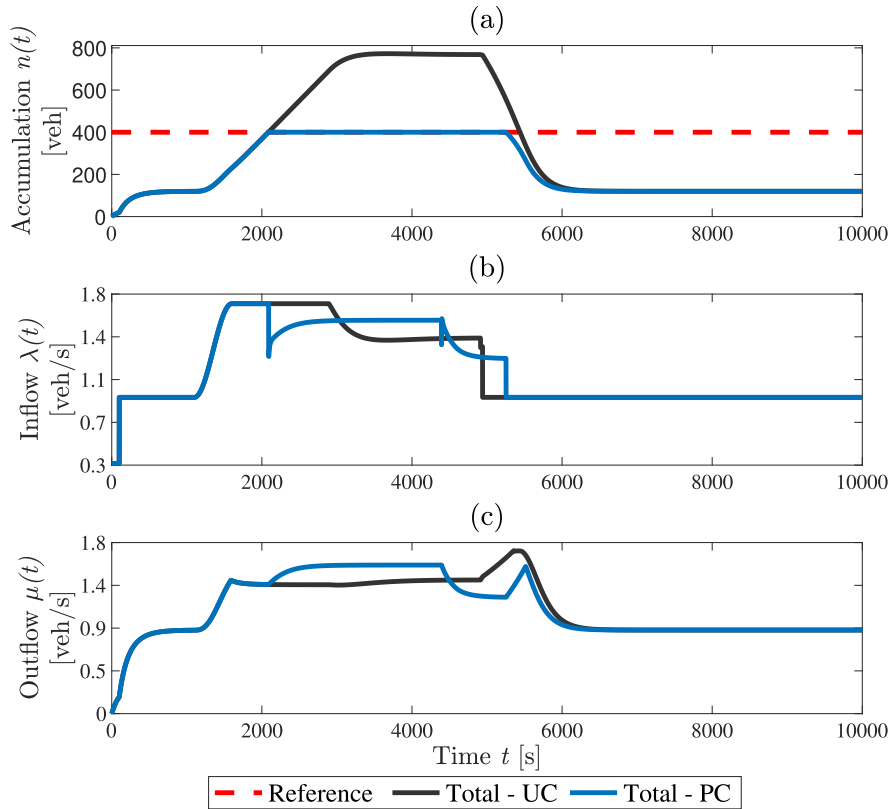 (a)
Accumulation n(t)
[veh]
800
600
400
200
0
0 2000 4000 6000 8000 10000
(b)
Inflow λ(t)
[veh/s]
1.8
1.4
1.1
0.7
0.3
0 2000 4000 6000 8000 10000
(c)
Outflow μ(t)
[veh/s]
1.8
1.4
0.9
0.5
0
0 2000 4000 6000 8000 10000
Time t [s]
Reference Total - UC Total - PC